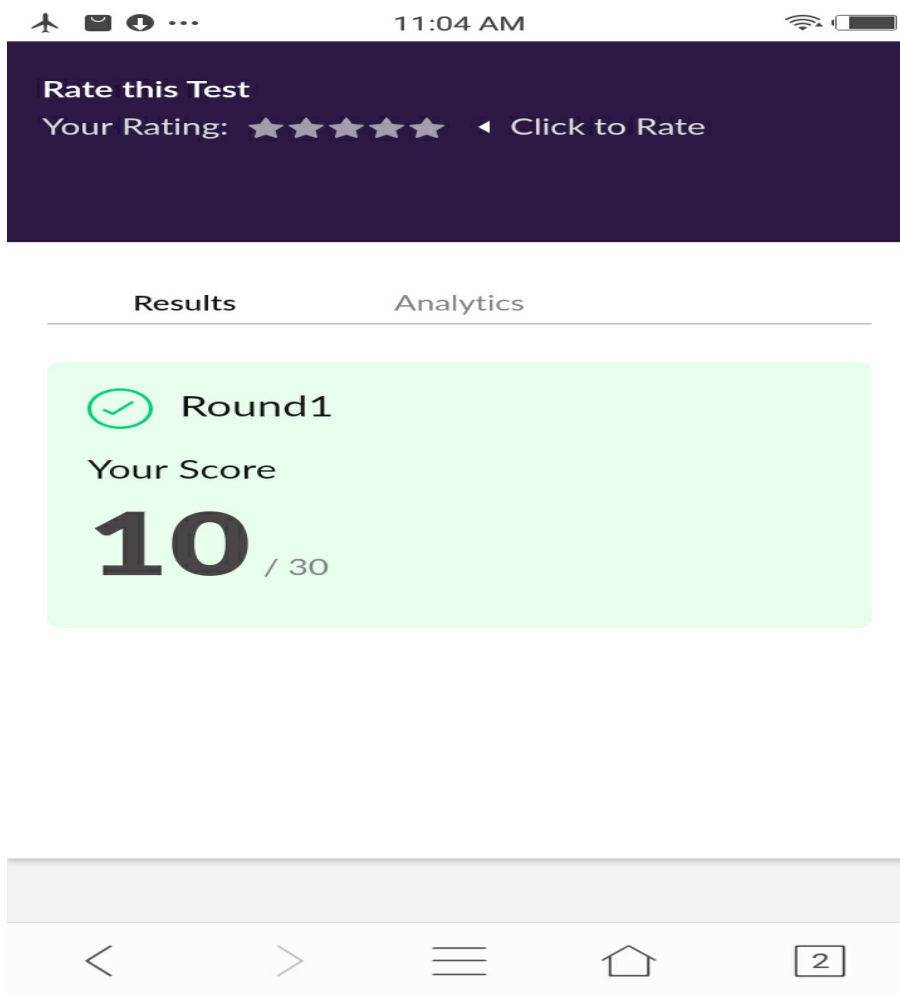 11:04 AM
Rate this Test
Your Rating: Click to Rate
Results Analytics
Round1
Your Score
10 / 30
2